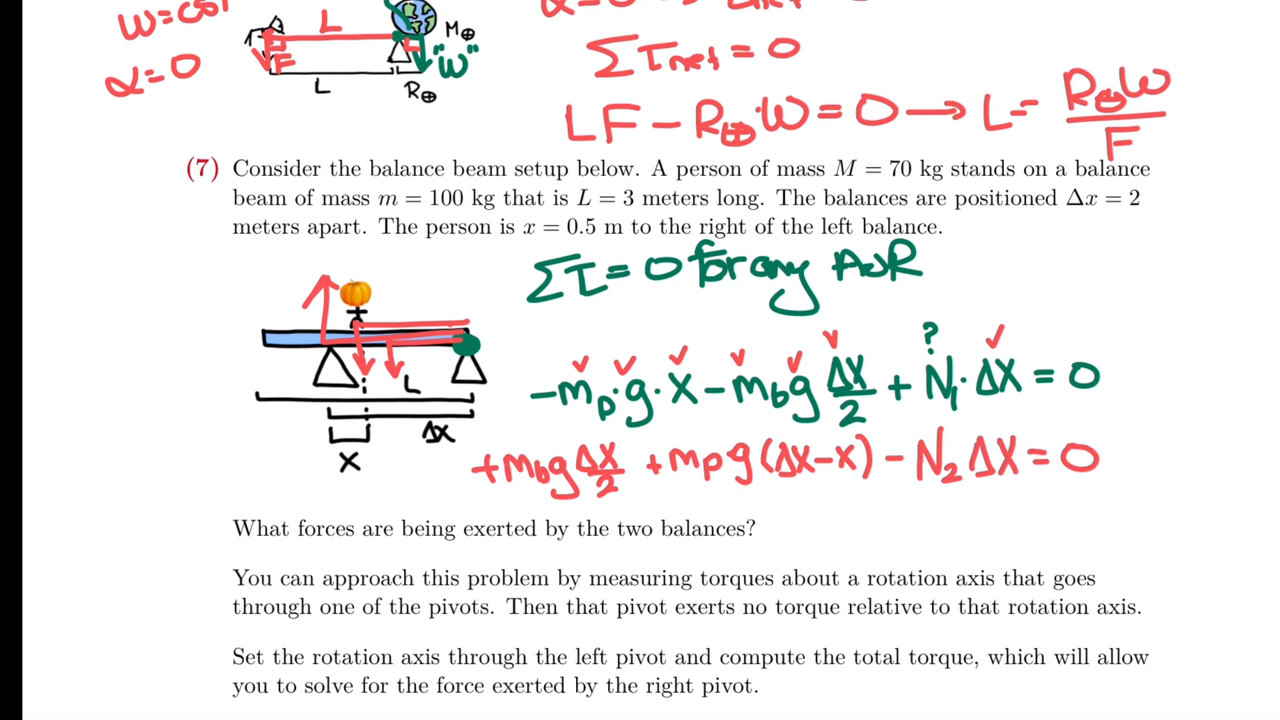 W=co
L
M⊕
"W"
F
α=0
L
R⊕
Στnet = 0
LF - R⊕·W = 0 → L = R⊕W / F
(7) Consider the balance beam setup below. A person of mass M = 70 kg stands on a balance
beam of mass m = 100 kg that is L = 3 meters long. The balances are positioned Δx = 2
meters apart. The person is x = 0.5 m to the right of the left balance.
Στ = 0 for any AoR
?
-mp·g·x - mbg Δx/2 + N1·Δx = 0
L
Δx
x
+mbg Δx/2 + mpg(Δx-x) - N2Δx = 0
What forces are being exerted by the two balances?
You can approach this problem by measuring torques about a rotation axis that goes
through one of the pivots. Then that pivot exerts no torque relative to that rotation axis.
Set the rotation axis through the left pivot and compute the total torque, which will allow
you to solve for the force exerted by the right pivot.